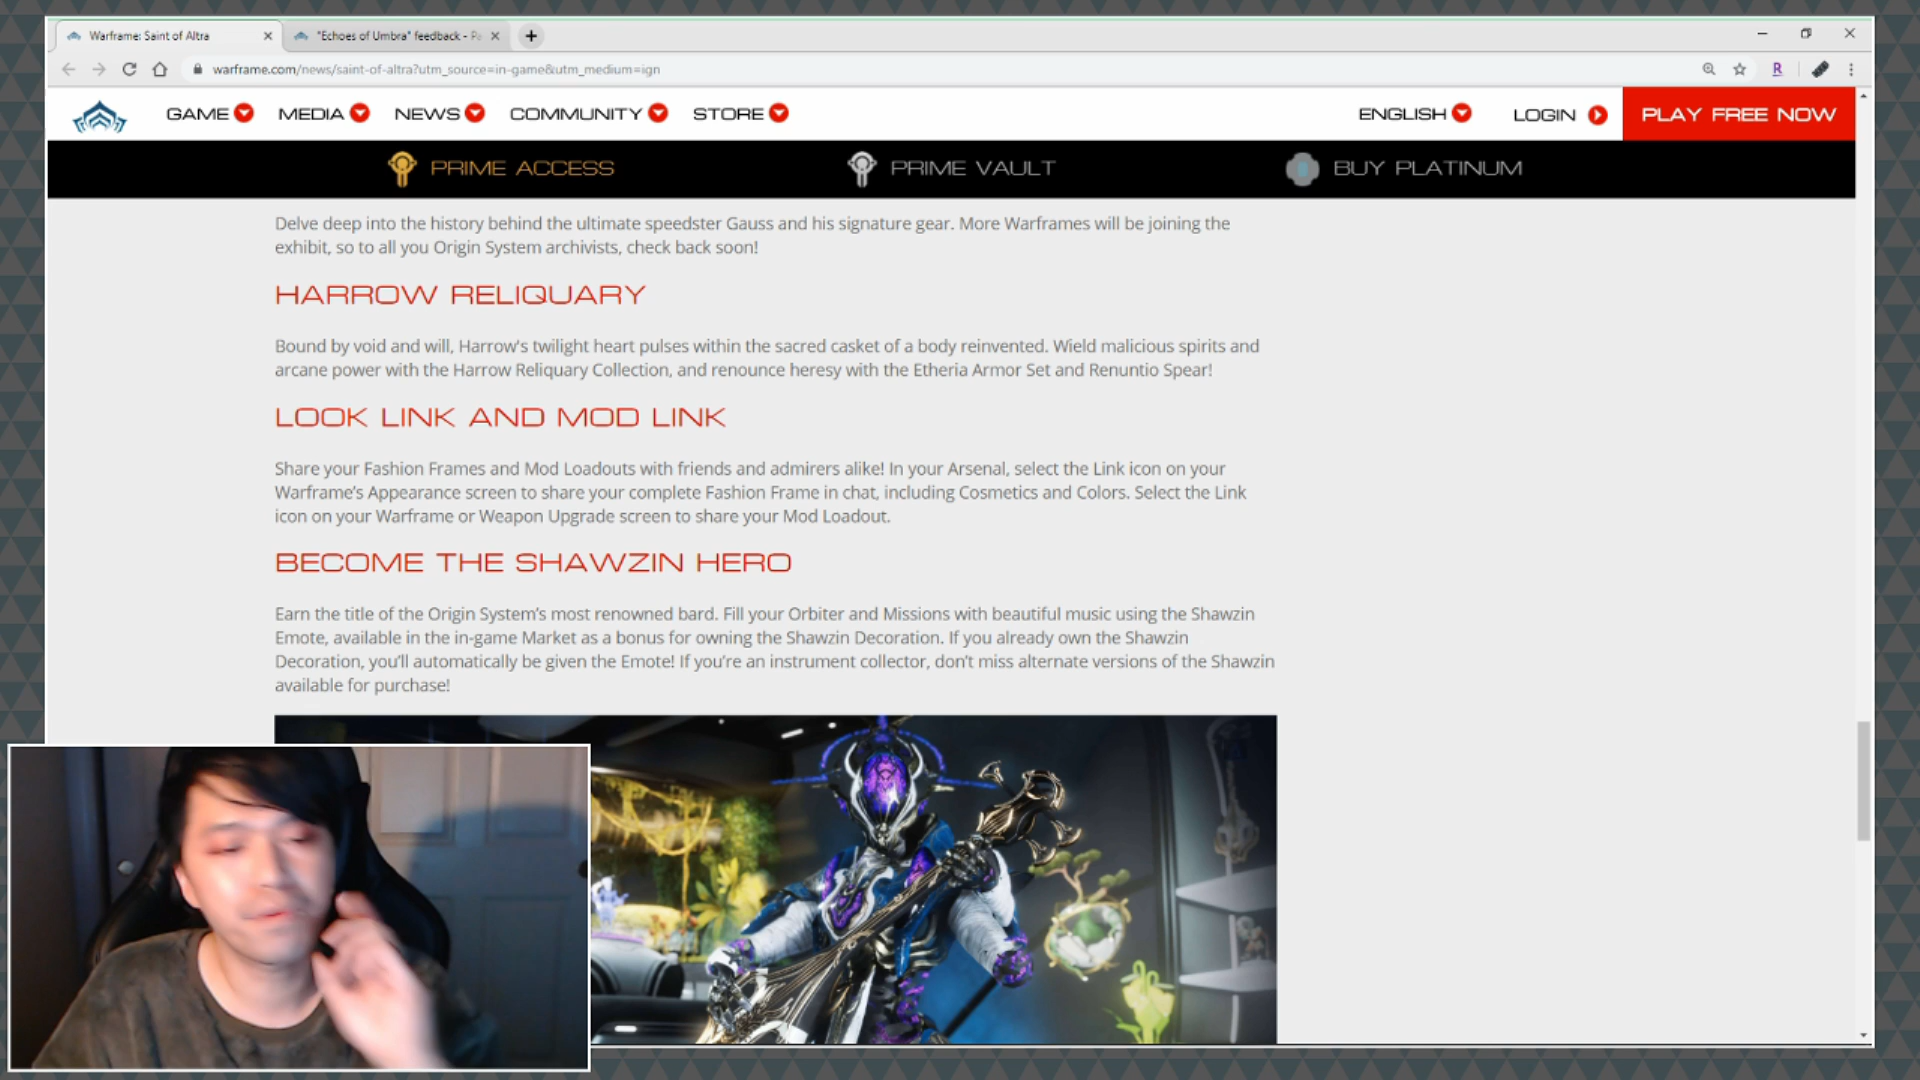 Warframe: Saint of Altra
"Echoes of Umbra" feedback - Pa
warframe.com/news/saint-of-altra?utm_source=in-game&utm_medium=ign
R
GAME MEDIA NEWS COMMUNITY STORE ENGLISH LOGIN PLAY FREE NOW
PRIME ACCESS PRIME VAULT BUY PLATINUM
Delve deep into the history behind the ultimate speedster Gauss and his signature gear. More Warframes will be joining the
exhibit, so to all you Origin System archivists, check back soon!
HARROW RELIQUARY
Bound by void and will, Harrow's twilight heart pulses within the sacred casket of a body reinvented. Wield malicious spirits and
arcane power with the Harrow Reliquary Collection, and renounce heresy with the Etheria Armor Set and Renuntio Spear!
LOOK LINK AND MOD LINK
Share your Fashion Frames and Mod Loadouts with friends and admirers alike! In your Arsenal, select the Link icon on your
Warframe's Appearance screen to share your complete Fashion Frame in chat, including Cosmetics and Colors. Select the Link
icon on your Warframe or Weapon Upgrade screen to share your Mod Loadout.
BECOME THE SHAWZIN HERO
Earn the title of the Origin System's most renowned bard. Fill your Orbiter and Missions with beautiful music using the Shawzin
Emote, available in the in-game Market as a bonus for owning the Shawzin Decoration. If you already own the Shawzin
Decoration, you'll automatically be given the Emote! If you're an instrument collector, don't miss alternate versions of the Shawzin
available for purchase!